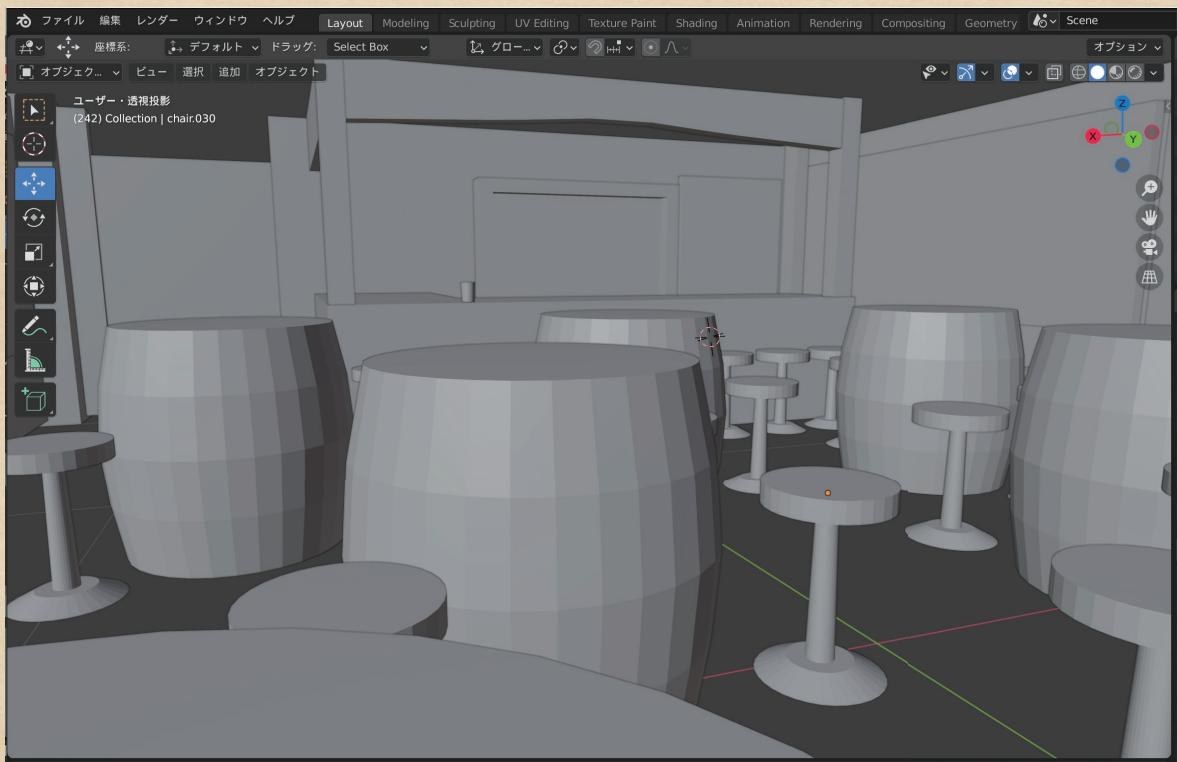 ファイル 編集 レンダー ウィンドウ ヘルプ Layout Modeling Sculpting UV Editing Texture Paint Shading Animation Rendering Compositing Geometry Scene
座標系: デフォルト ドラッグ: Select Box グロー... オプション
オブジェク... ビュー 選択 追加 オブジェクト
ユーザー・透視投影
(242) Collection | chair.030
Z
X
Y